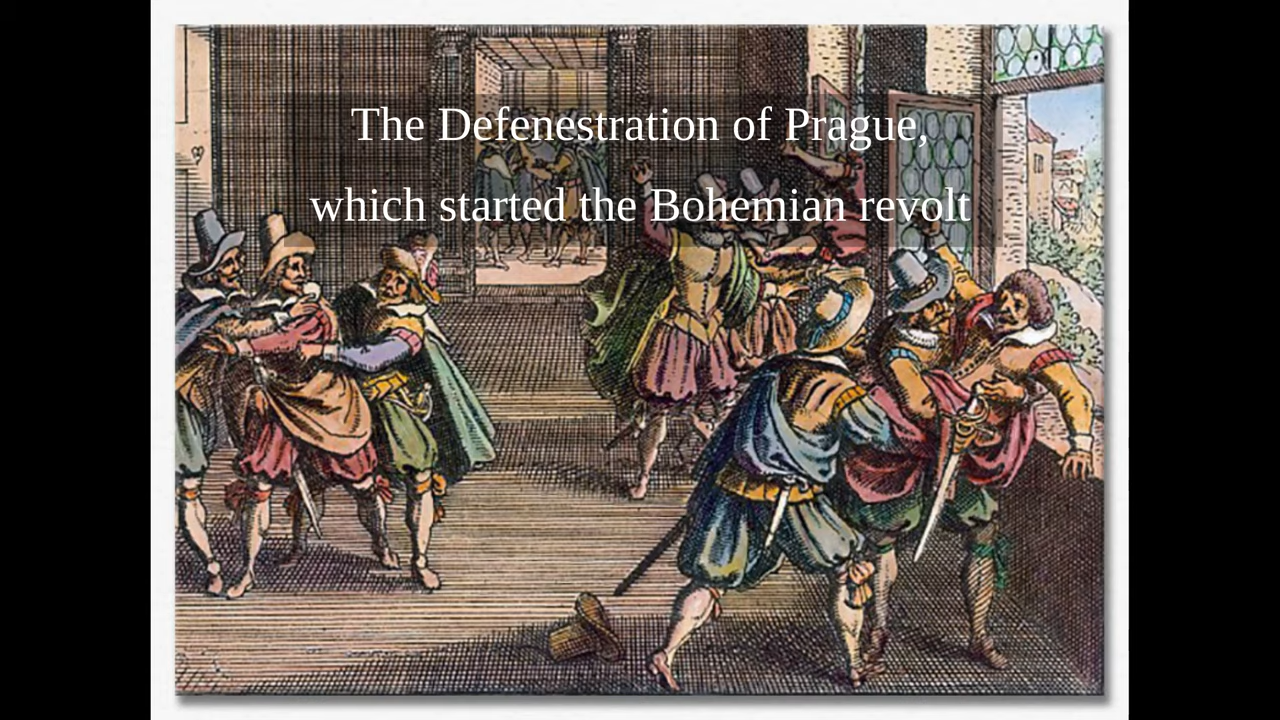 The Defenestration of Prague,
which started the Bohemian revolt